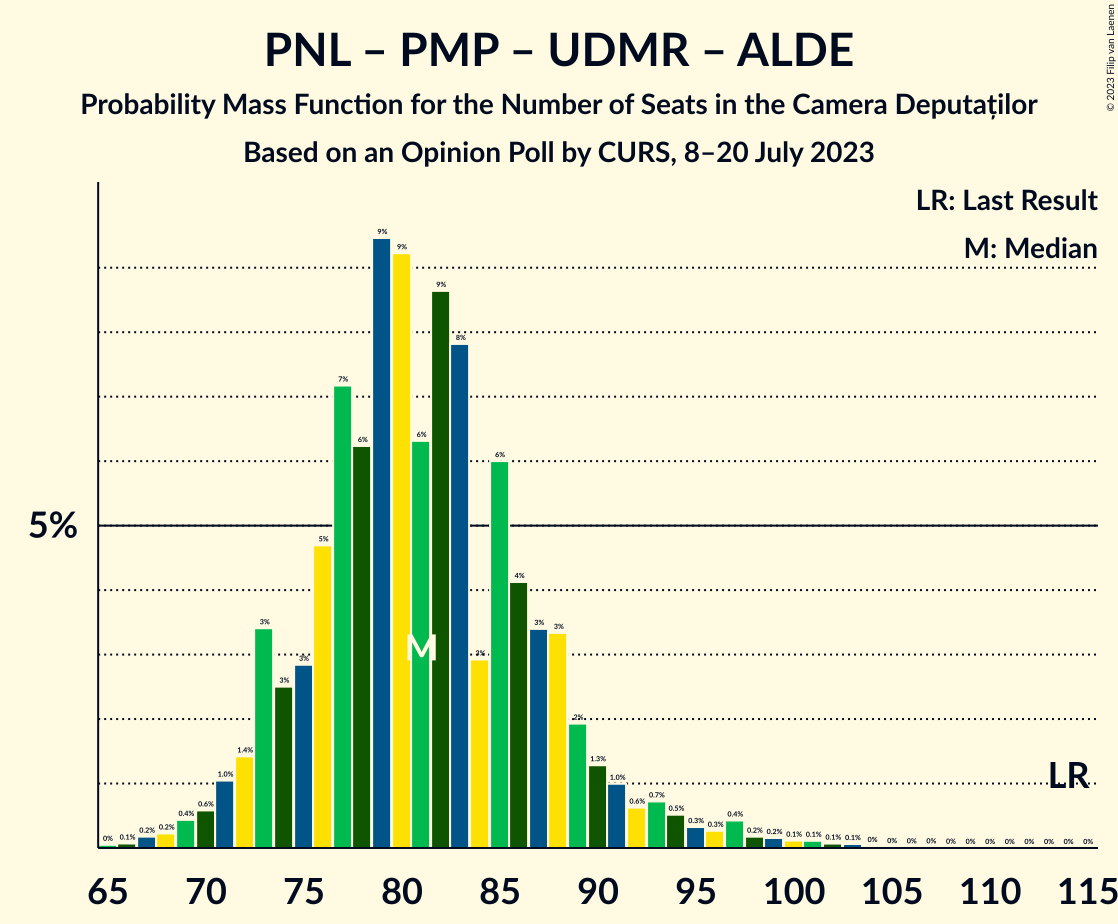 PNL – PMP – UDMR – ALDE
Probability Mass Function for the Number of Seats in the Camera Deputaților
Based on an Opinion Poll by CURS, 8–20 July 2023
© 2023 Filip van Laenen
LR: Last Result
M: Median
5%
0% 0.1% 0.2% 0.2% 0.4% 0.6% 1.0% 1.4% 3% 3% 3% 5% 7% 6% 9% 9% 6% 9% 8% 3% 6% 4% 3% 3% 2% 1.3% 1.0% 0.6% 0.7% 0.5% 0.3% 0.3% 0.4% 0.2% 0.2% 0.1% 0.1% 0.1% 0.1% 0% 0% 0% 0% 0% 0% 0% 0% 0% 0% 0% 0%
M
LR
65 70 75 80 85 90 95 100 105 110 115